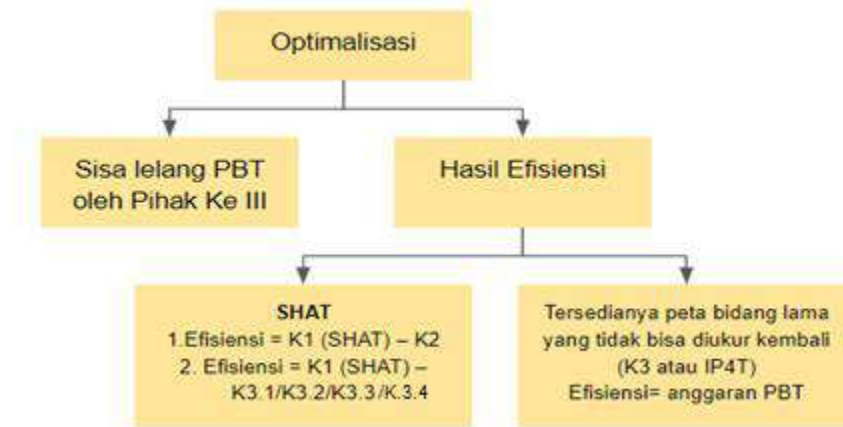 Optimalisasi
Sisa lelang PBT
oleh Pihak Ke III
Hasil Efisiensi
SHAT
1.Efisiensi = K1 (SHAT) – K2
2. Efisiensi = K1 (SHAT) –
K3.1/K3.2/K3.3/K.3.4
Tersedianya peta bidang lama
yang tidak bisa diukur kembali
(K3 atau IP4T)
Efisiensi= anggaran PBT